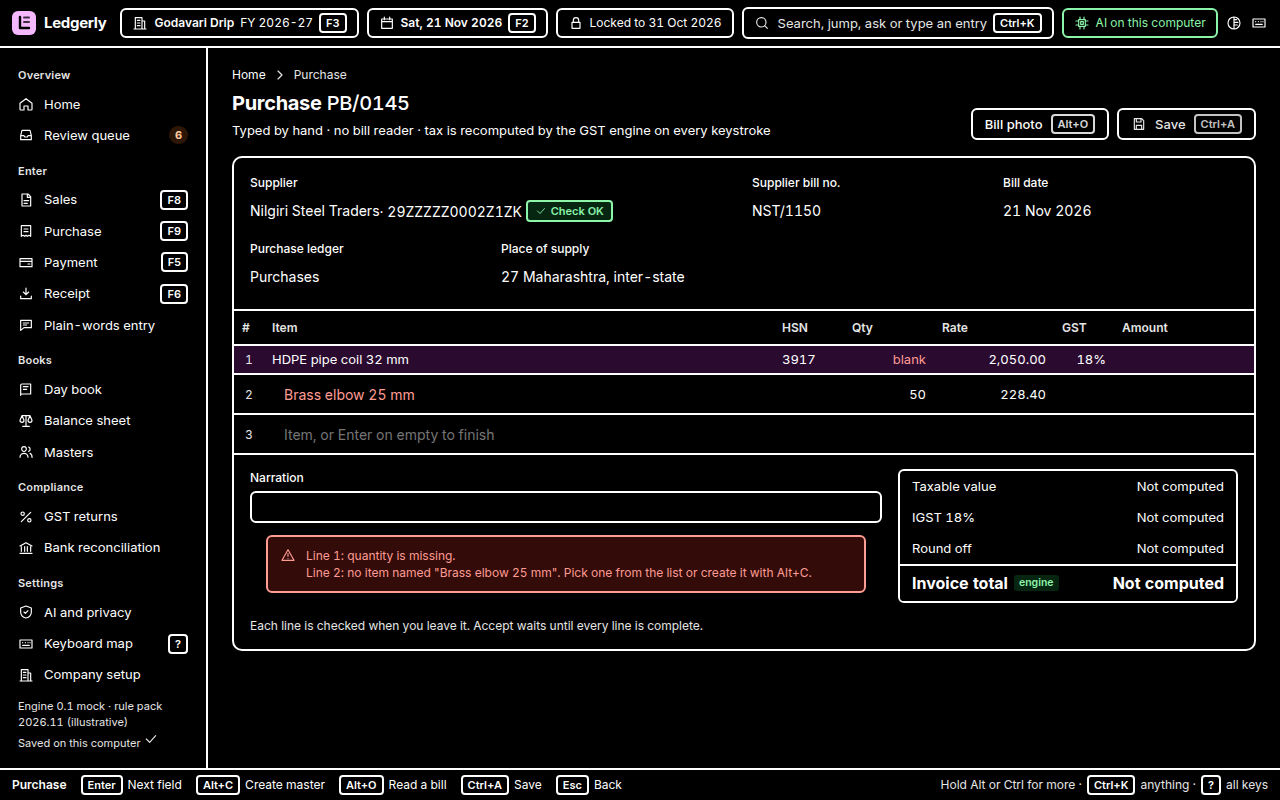 Ledgerly
Godavari Drip FY 2026-27 F3
Sat, 21 Nov 2026 F2
Locked to 31 Oct 2026
Search, jump, ask or type an entry Ctrl+K
AI on this computer
Overview
Home
Review queue 6
Enter
Sales F8
Purchase F9
Payment F5
Receipt F6
Plain-words entry
Books
Day book
Balance sheet
Masters
Compliance
GST returns
Bank reconciliation
Settings
AI and privacy
Keyboard map ?
Company setup
Engine 0.1 mock · rule pack
2026.11 (illustrative)
Saved on this computer
Home > Purchase
Purchase PB/0145
Typed by hand · no bill reader · tax is recomputed by the GST engine on every keystroke
Bill photo Alt+O
Save Ctrl+A
Supplier Supplier bill no. Bill date
Nilgiri Steel Traders· 29ZZZZZ0002Z1ZK Check OK NST/1150 21 Nov 2026
Purchase ledger Place of supply
Purchases 27 Maharashtra, inter-state
# Item HSN Qty Rate GST Amount
1 HDPE pipe coil 32 mm 3917 blank 2,050.00 18%
2 Brass elbow 25 mm 50 228.40
3 Item, or Enter on empty to finish
Narration
Line 1: quantity is missing.
Line 2: no item named "Brass elbow 25 mm". Pick one from the list or create it with Alt+C.
Each line is checked when you leave it. Accept waits until every line is complete.
Taxable value Not computed
IGST 18% Not computed
Round off Not computed
Invoice total engine Not computed
Purchase Enter Next field Alt+C Create master Alt+O Read a bill Ctrl+A Save Esc Back
Hold Alt or Ctrl for more · Ctrl+K anything · ? all keys